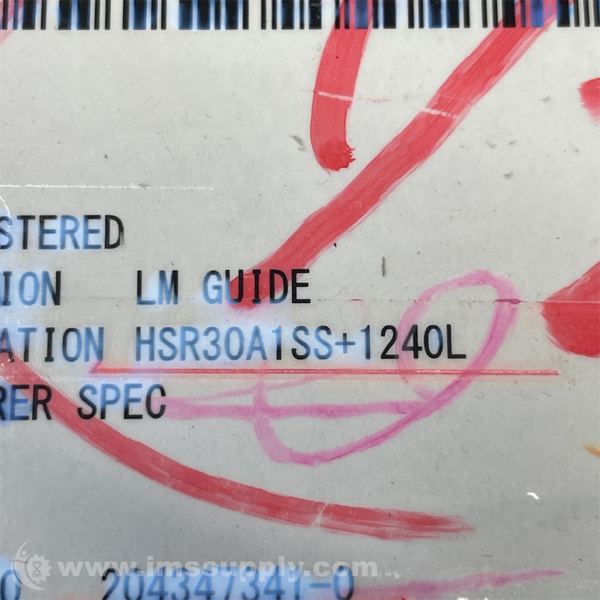 STERED
ION LM GUIDE
ATION HSR30A1SS+1240L
RER SPEC
O 204347341-0
www.imssupply.com